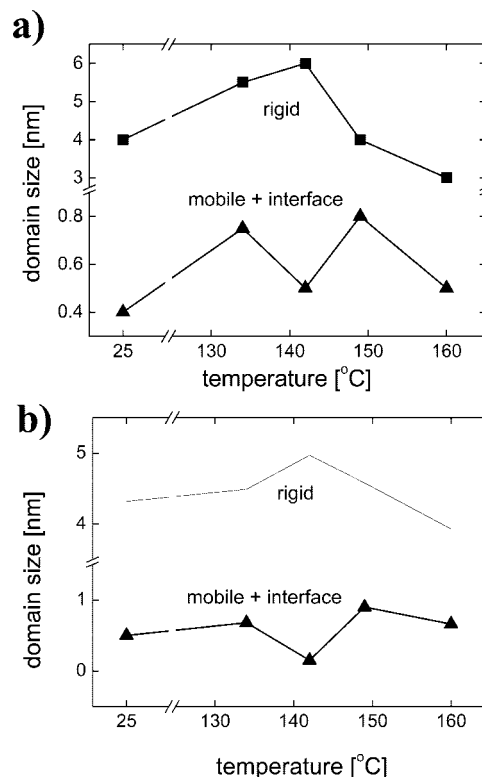 a)
domain size [nm]
6
5
4
3
0.8
0.6
0.4
rigid
mobile + interface
25 130 140 150 160
temperature [°C]
b)
domain size [nm]
5
4
1
0
rigid
mobile + interface
25 130 140 150 160
temperature [°C]